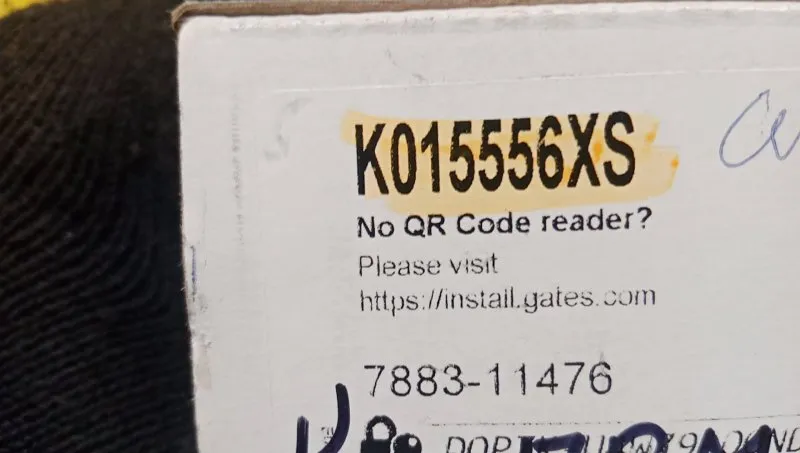 K015556XS
No QR Code reader?
Please visit
https://install.gates.com
7883-11476